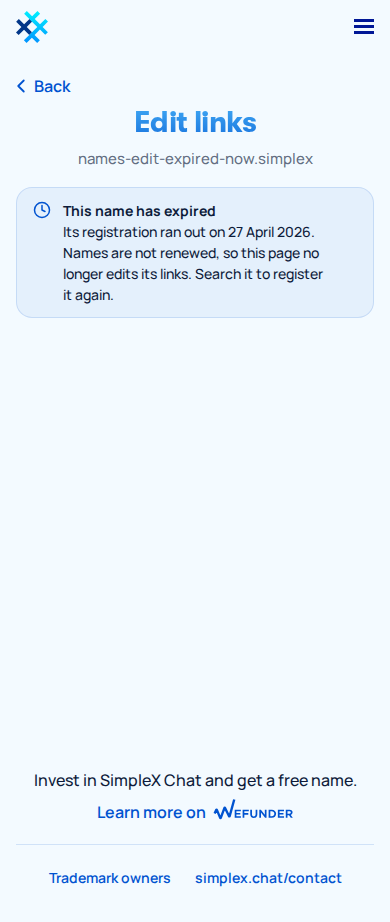 Back
Edit links
names-edit-expired-now.simplex
This name has expired
Its registration ran out on 27 April 2026.
Names are not renewed, so this page no
longer edits its links. Search it to register
it again.
Invest in SimpleX Chat and get a free name.
Learn more on WEFUNDER
Trademark owners simplex.chat/contact